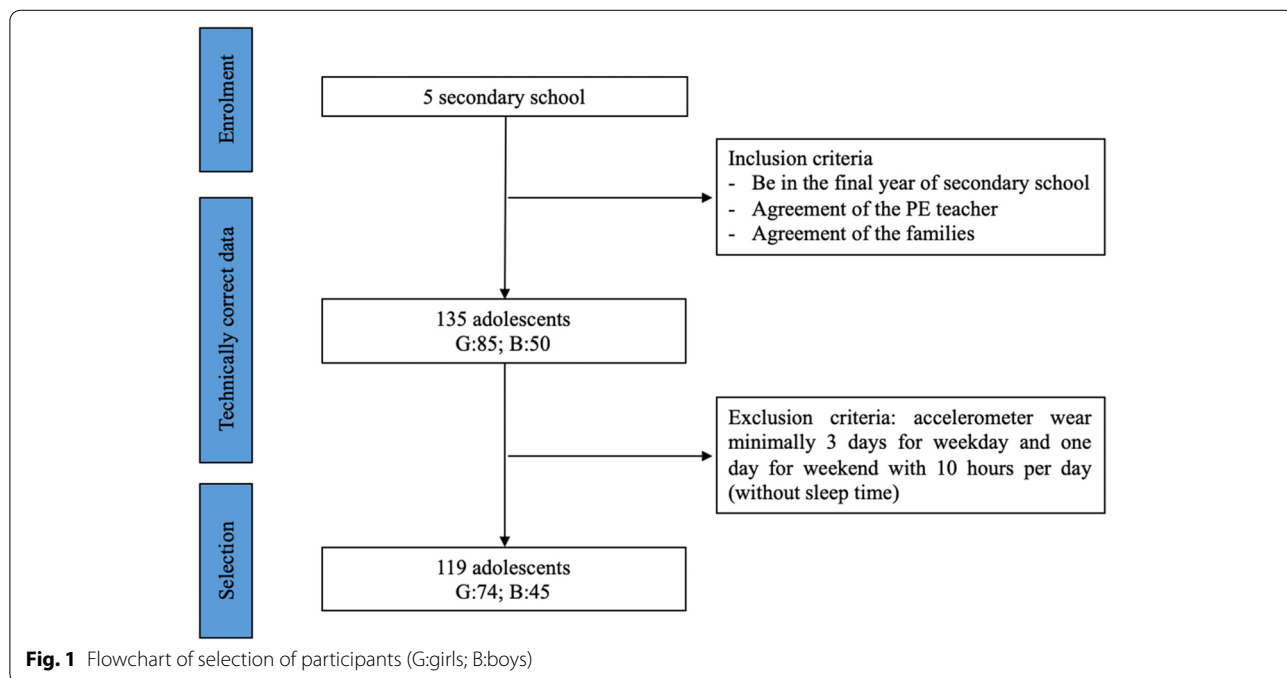 Enrolment
5 secondary school
Inclusion criteria
- Be in the final year of secondary school
- Agreement of the PE teacher
- Agreement of the families
Technically correct data
135 adolescents
G:85; B:50
Exclusion criteria: accelerometer wear
minimally 3 days for weekday and one
day for weekend with 10 hours per day
(without sleep time)
Selection
119 adolescents
G:74; B:45
Fig. 1 Flowchart of selection of participants (G:girls; B:boys)